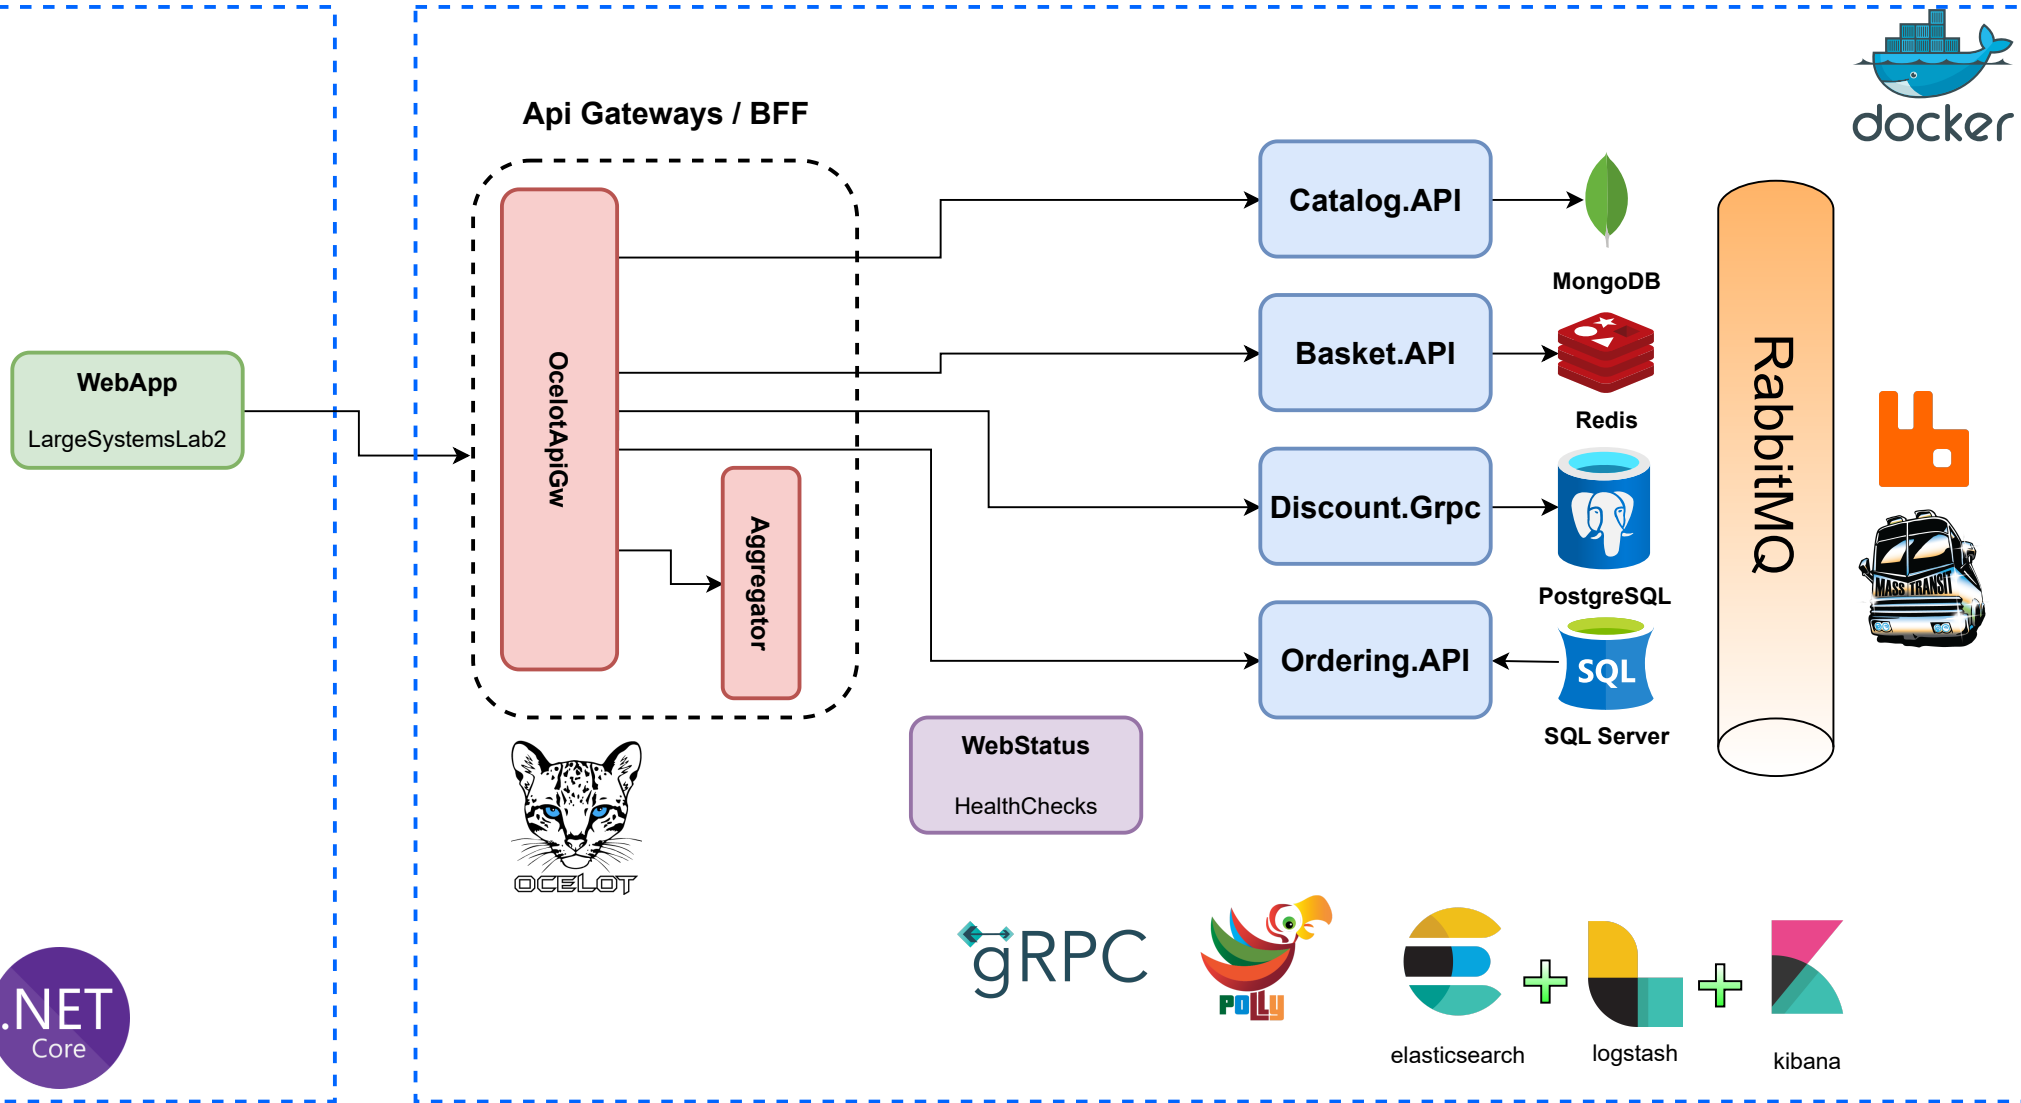 docker
Api Gateways / BFF
OcelotApiGw
Aggregator
OCELOT
WebApp
LargeSystemsLab2
Catalog.API
MongoDB
Basket.API
Redis
Discount.Grpc
PostgreSQL
Ordering.API
SQL
SQL Server
RabbitMQ
MASS TRANSIT
WebStatus
HealthChecks
gRPC
POLLY
elasticsearch
logstash
kibana
.NET
Core